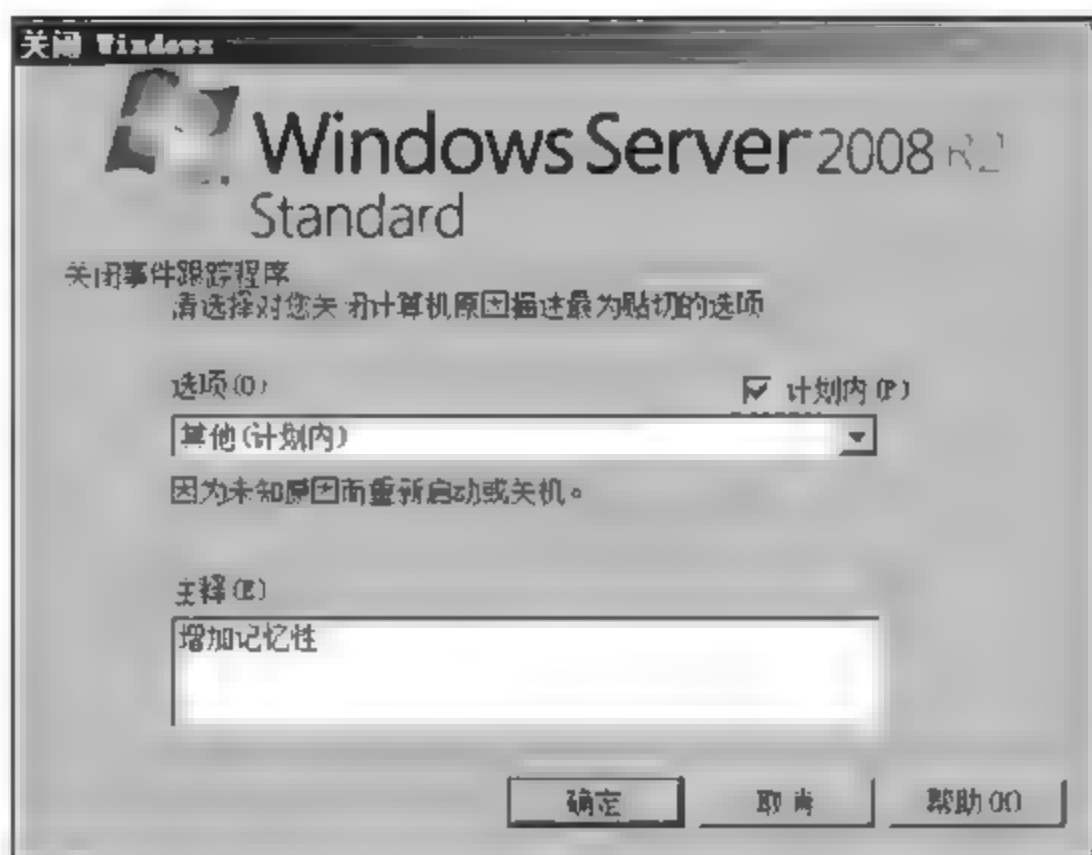 关闭 Windows
Windows Server 2008 R2
Standard
关闭事件跟踪程序
请选择对您关闭计算机原因描述最为贴切的选项
选项(O)
计划内(P)
其他(计划内)
因为未知原因而重新启动或关机。
注释(E)
增加记忆性
确定
取消
帮助(H)